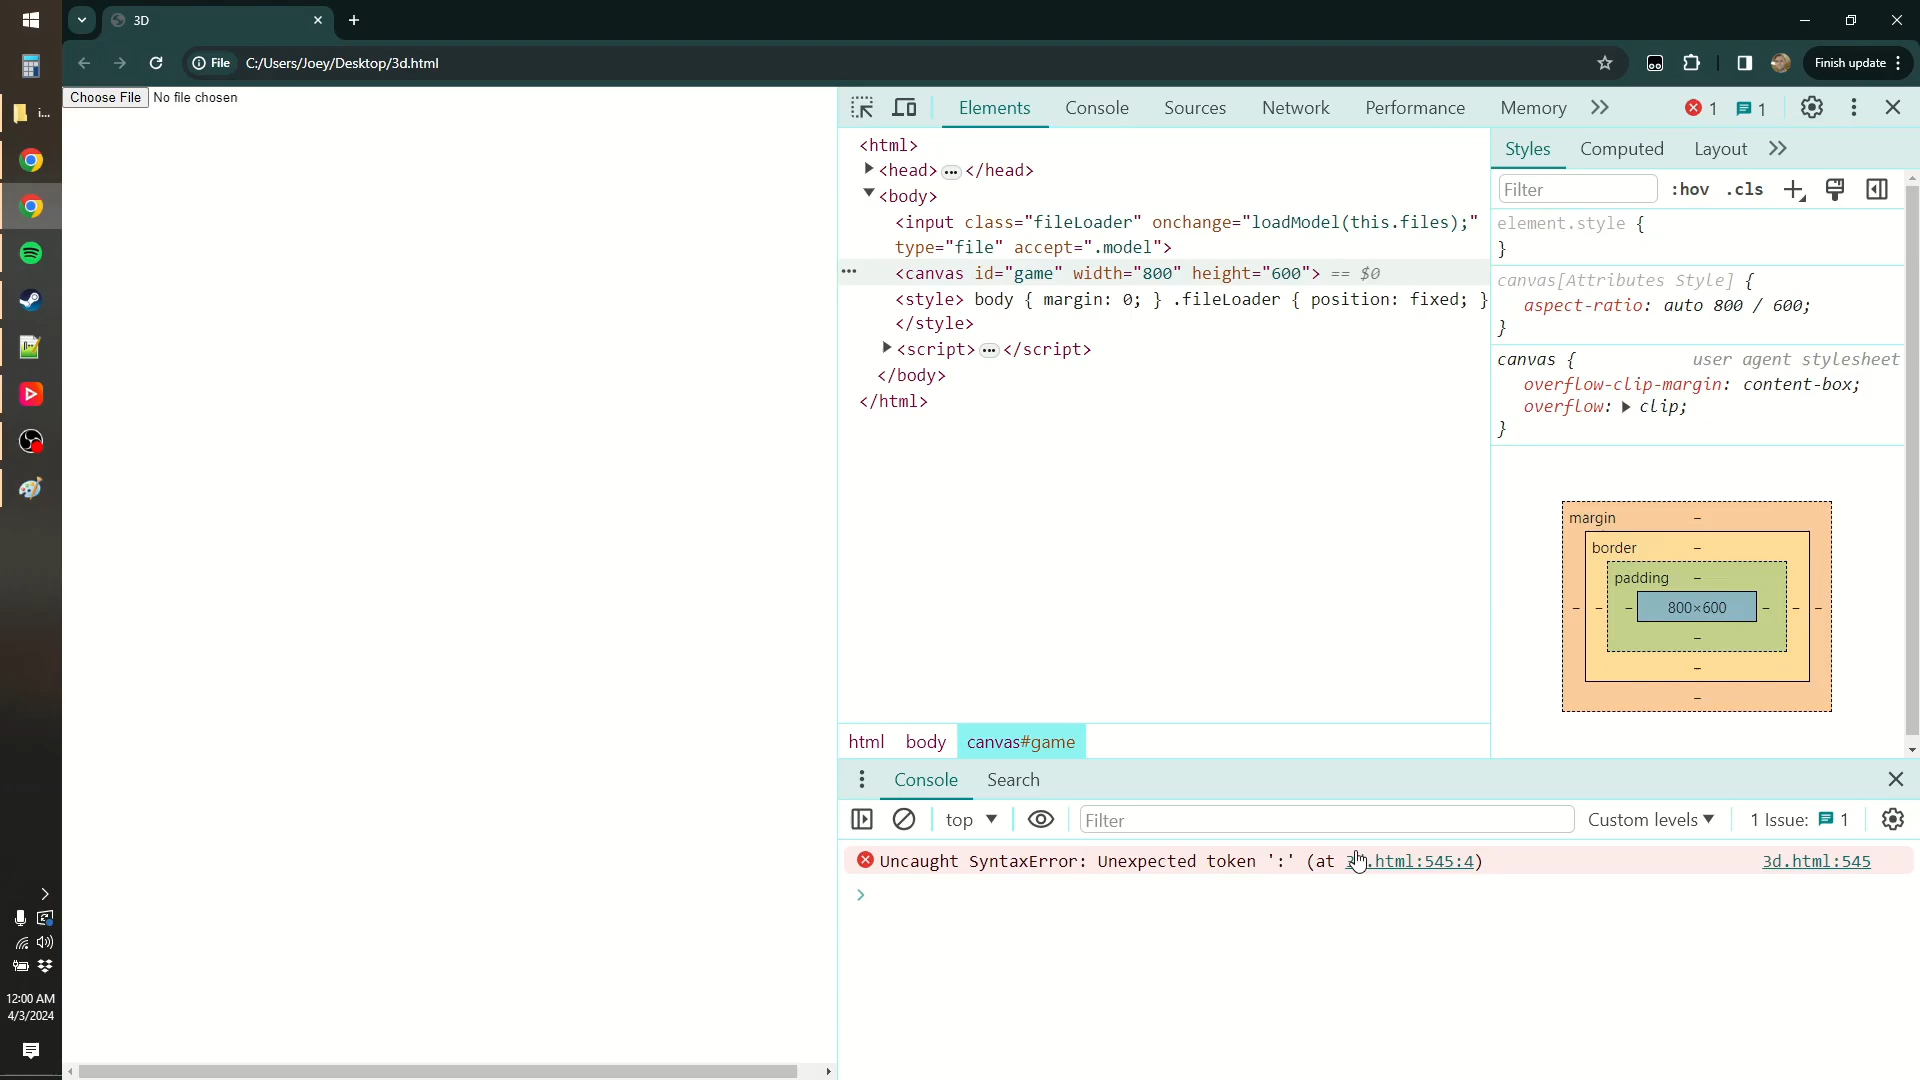 3D
File
C:/Users/Joey/Desktop/3d.html
Finish update
i...
Choose File
No file chosen
Elements
Console
Sources
Network
Performance
Memory
1
1
<html>
<head> ••• </head>
<body>
<input class="fileLoader" onchange="loadModel(this.files);"
type="file" accept=".model">
••• <canvas id="game" width="800" height="600"> == $0
<style> body { margin: 0; } .fileLoader { position: fixed; }
</style>
<script> ••• </script>
</body>
</html>
Styles
Computed
Layout
Filter
:hov
.cls
element.style {
}
canvas[Attributes Style] {
aspect-ratio: auto 800 / 600;
}
canvas {
user agent stylesheet
overflow-clip-margin: content-box;
overflow: clip;
}
margin –
border –
padding –
– – – 800×600 – – –
–
–
–
html
body
canvas#game
Console
Search
top
Filter
Custom levels
1 Issue:
1
Uncaught SyntaxError: Unexpected token ':' (at .html:545:4)
3d.html:545
12:00 AM
4/3/2024